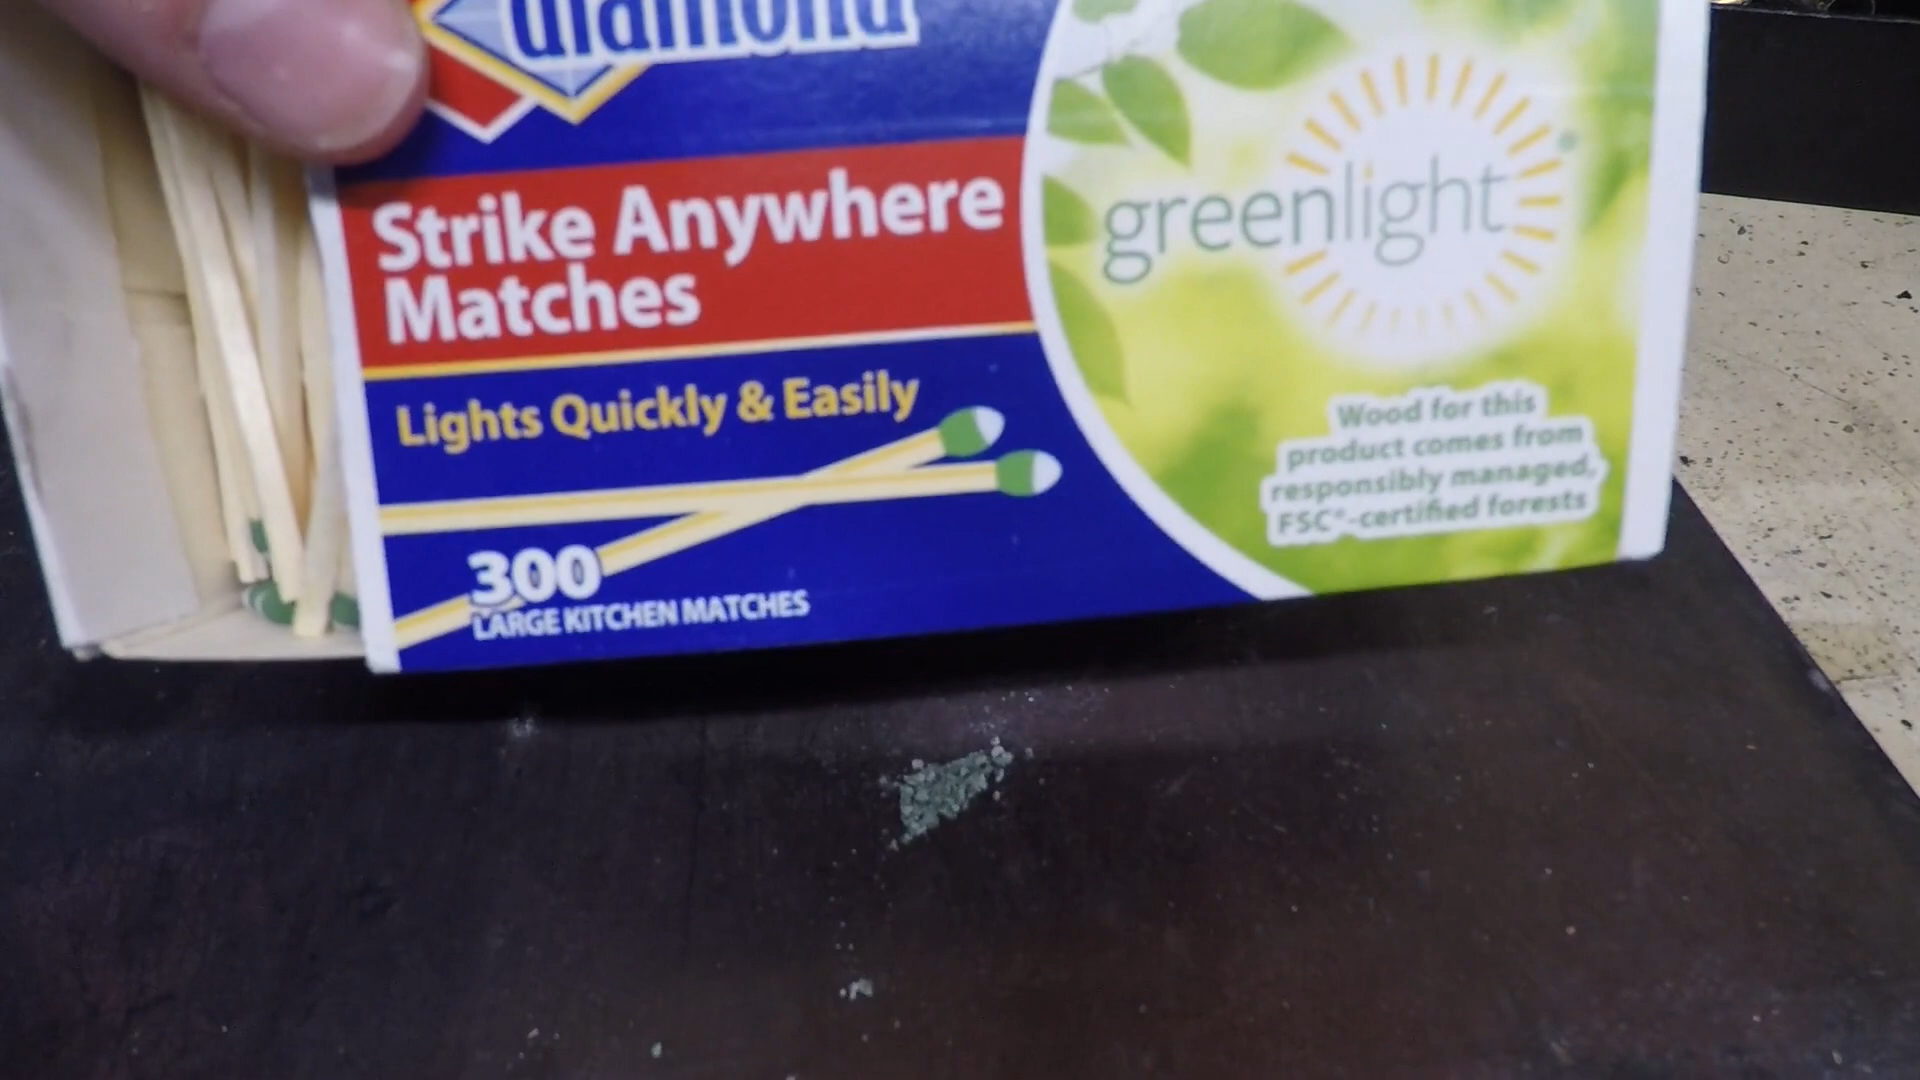 diamond
Strike Anywhere
Matches
Lights Quickly & Easily
300
LARGE KITCHEN MATCHES
greenlight
Wood for this
product comes from
responsibly managed,
FSC®-certified forests